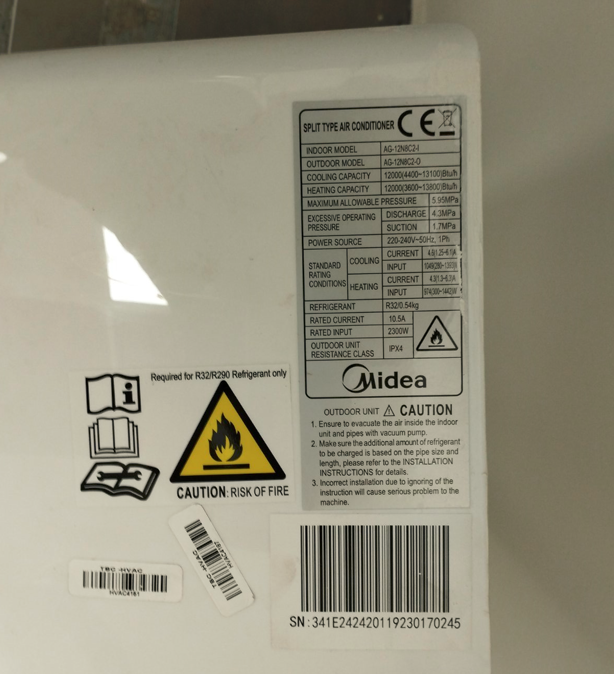 SPLIT TYPE AIR CONDITIONER CE
INDOOR MODEL AG-12N8C2-I
OUTDOOR MODEL AG-12N8C2-O
COOLING CAPACITY 12000(4400~13100)Btu/h
HEATING CAPACITY 12000(3600~13800)Btu/h
MAXIMUM ALLOWABLE PRESSURE 5.95MPa
EXCESSIVE OPERATING PRESSURE DISCHARGE 4.3MPa
SUCTION 1.7MPa
POWER SOURCE 220-240V~50Hz, 1Ph
STANDARD RATING CONDITIONS COOLING CURRENT
INPUT
HEATING CURRENT
INPUT
REFRIGERANT R32/0.54kg
RATED CURRENT 10.5A
RATED INPUT 2300W
OUTDOOR UNIT RESISTANCE CLASS IPX4
Midea
OUTDOOR UNIT CAUTION
1. Ensure to evacuate the air inside the indoor
unit and pipes with vacuum pump.
2. Make sure the additional amount of refrigerant
to be charged is based on the pipe size and
length, please refer to the INSTALLATION
INSTRUCTIONS for details.
3. Incorrect installation due to ignoring of the
instruction will cause serious problem to the
machine.
Required for R32/R290 Refrigerant only
CAUTION: RISK OF FIRE
TBC-HVAC
HVAC4161
TBC-HVAC
SN: 341E242420119230170245